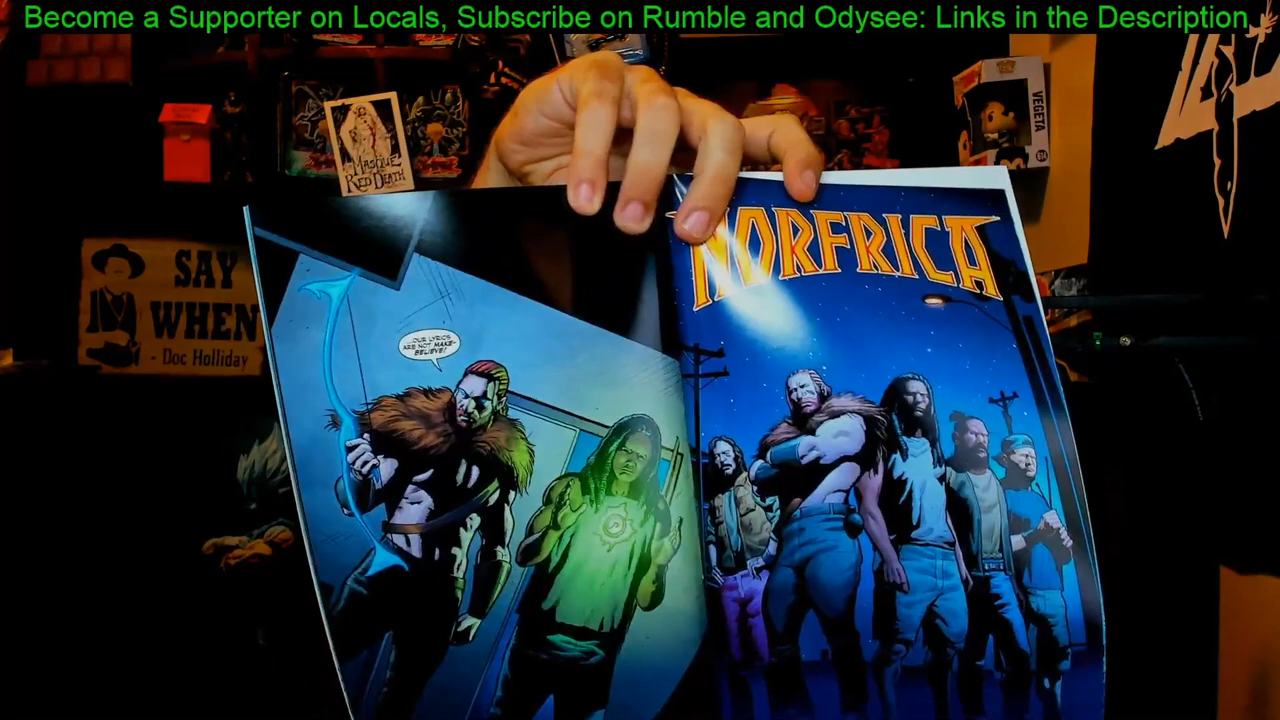 Become a Supporter on Locals, Subscribe on Rumble and Odysee: Links in the Description,
MASQUE
RED DEATH
VEGETA
614
SAY
WHEN
- Doc Holliday
NORFRICA
...OUR LYRICS
ARE NOT MAKE-
BELIEVE!